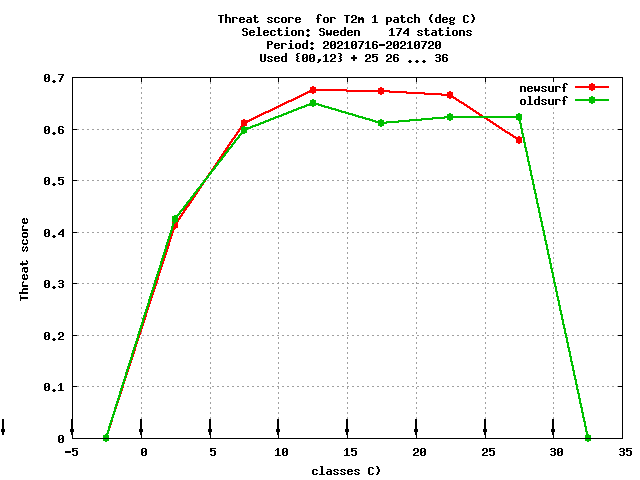 Threat score  for T2m 1 patch (deg C)
Selection: Sweden    174 stations
Period: 20210716-20210720
Used {00,12} + 25 26 ... 36
0.7
0.6
0.5
0.4
0.3
0.2
0.1
0
Threat score
newsurf
oldsurf
-5 0 5 10 15 20 25 30 35
classes C)